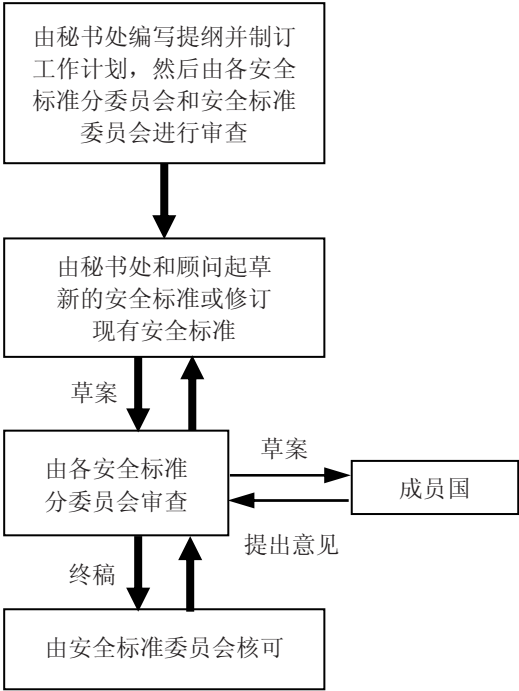 由秘书处编写提纲并制订
工作计划，然后由各安全
标准分委员会和安全标准
委员会进行审查
由秘书处和顾问起草
新的安全标准或修订
现有安全标准
草案
由各安全标准
分委员会审查
草案
成员国
提出意见
终稿
由安全标准委员会核可